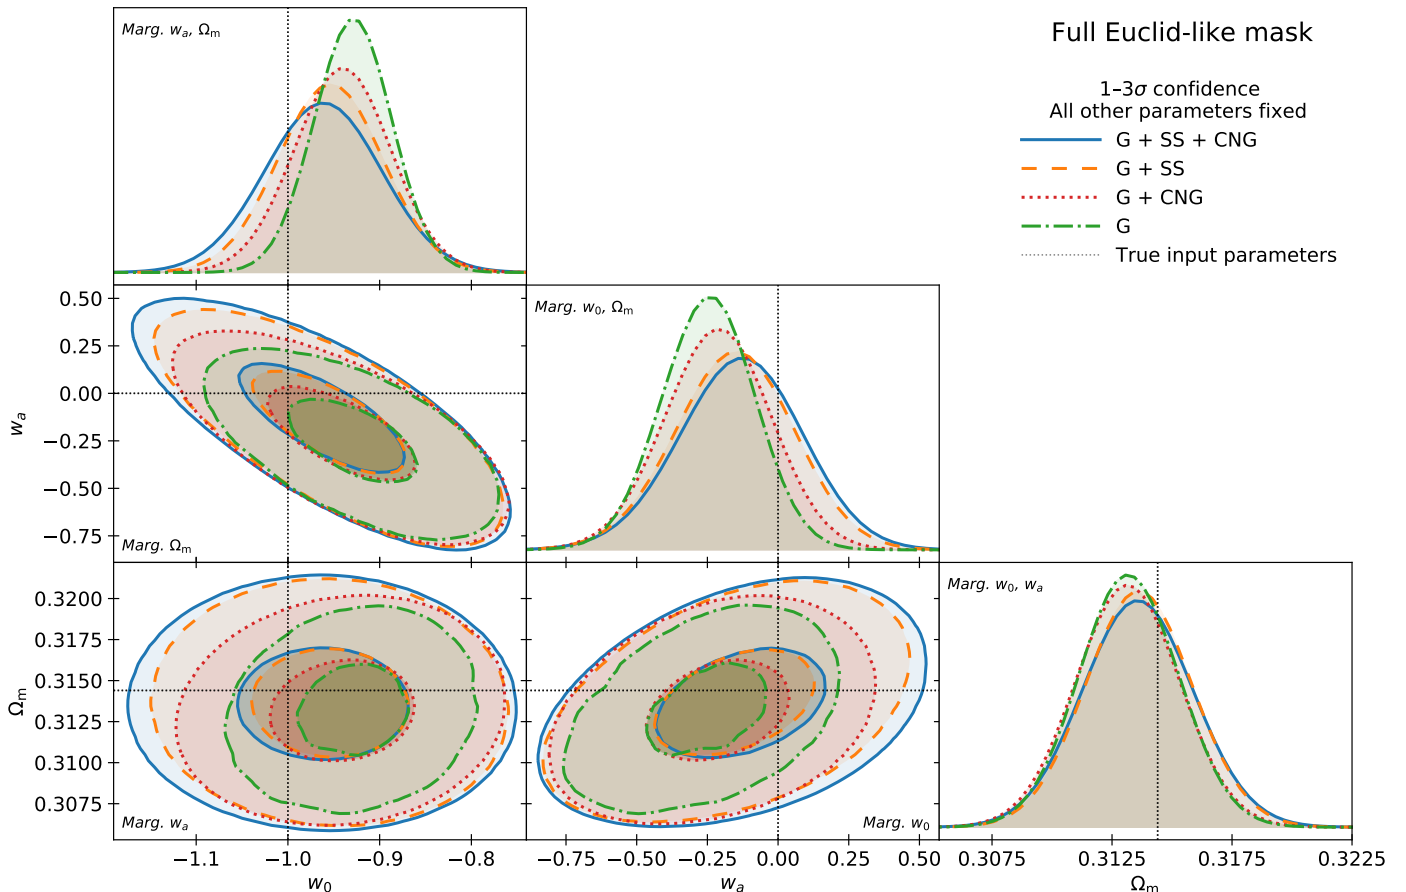 Marg. wₐ, Ωₘ
Full Euclid-like mask
1–3σ confidence
All other parameters fixed
G + SS + CNG
G + SS
G + CNG
G
True input parameters
0.50
0.25
0.00
−0.25
−0.50
−0.75
wₐ
Marg. Ωₘ
Marg. w₀, Ωₘ
0.3200
0.3175
0.3150
0.3125
0.3100
0.3075
Ωₘ
Marg. wₐ
Marg. w₀
Marg. w₀, wₐ
−1.1 −1.0 −0.9 −0.8
w₀
−0.75 −0.50 −0.25 0.00 0.25 0.50
wₐ
0.3075 0.3125 0.3175 0.3225
Ωₘ